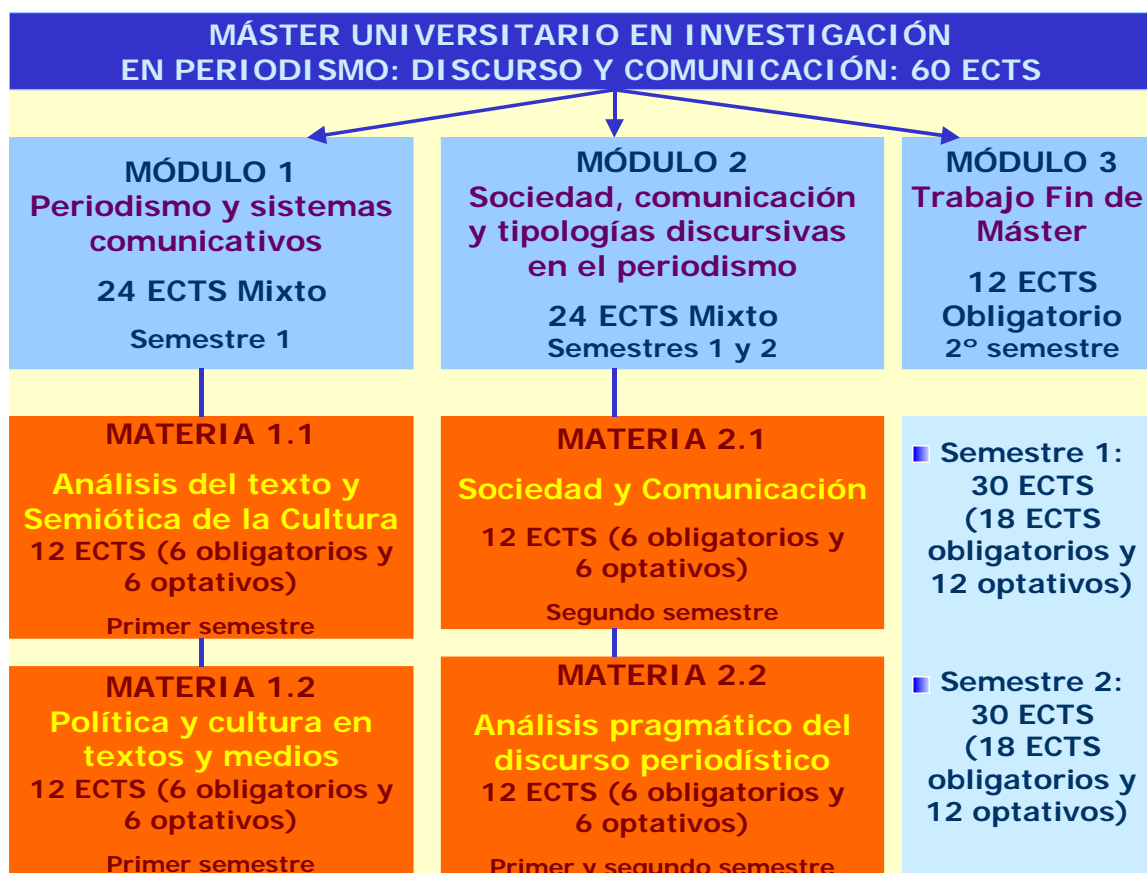 MÁSTER UNIVERSITARIO EN INVESTIGACIÓN
EN PERIODISMO: DISCURSO Y COMUNICACIÓN: 60 ECTS
MÓDULO 1
Periodismo y sistemas
comunicativos
24 ECTS Mixto
Semestre 1
MÓDULO 2
Sociedad, comunicación
y tipologías discursivas
en el periodismo
24 ECTS Mixto
Semestres 1 y 2
MÓDULO 3
Trabajo Fin de
Máster
12 ECTS
Obligatorio
2º semestre
MATERIA 1.1
Análisis del texto y
Semiótica de la Cultura
12 ECTS (6 obligatorios y
6 optativos)
Primer semestre
MATERIA 1.2
Política y cultura en
textos y medios
12 ECTS (6 obligatorios y
6 optativos)
Primer semestre
MATERIA 2.1
Sociedad y Comunicación
12 ECTS (6 obligatorios y
6 optativos)
Segundo semestre
MATERIA 2.2
Análisis pragmático del
discurso periodístico
12 ECTS (6 obligatorios y
6 optativos)
Primer y segundo semestre
Semestre 1:
30 ECTS
(18 ECTS
obligatorios y
12 optativos)
Semestre 2:
30 ECTS
(18 ECTS
obligatorios y
12 optativos)